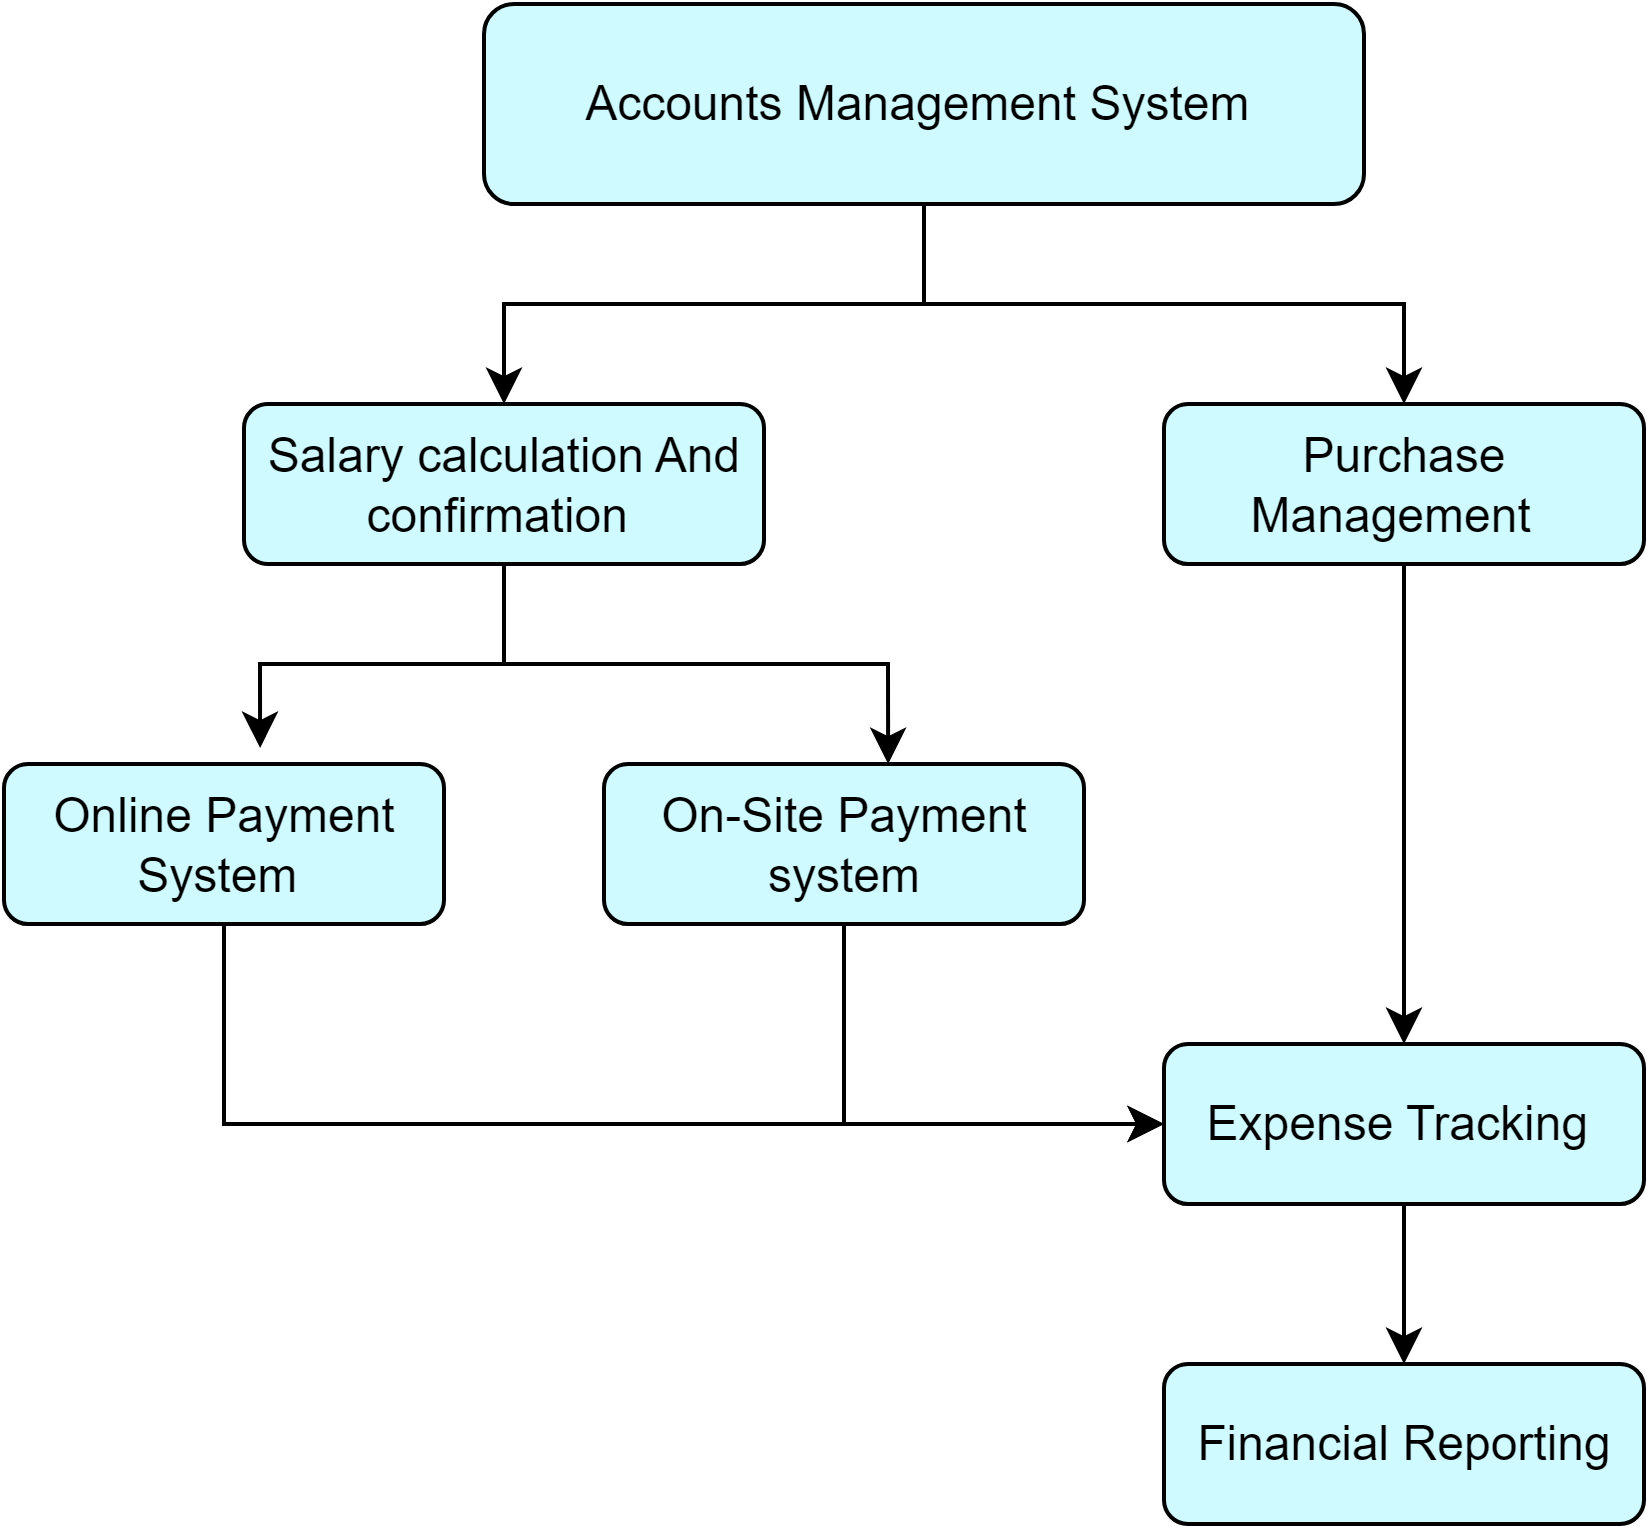 Accounts Management System
Salary calculation And
confirmation
Purchase
Management
Online Payment
System
On-Site Payment
system
Expense Tracking
Financial Reporting